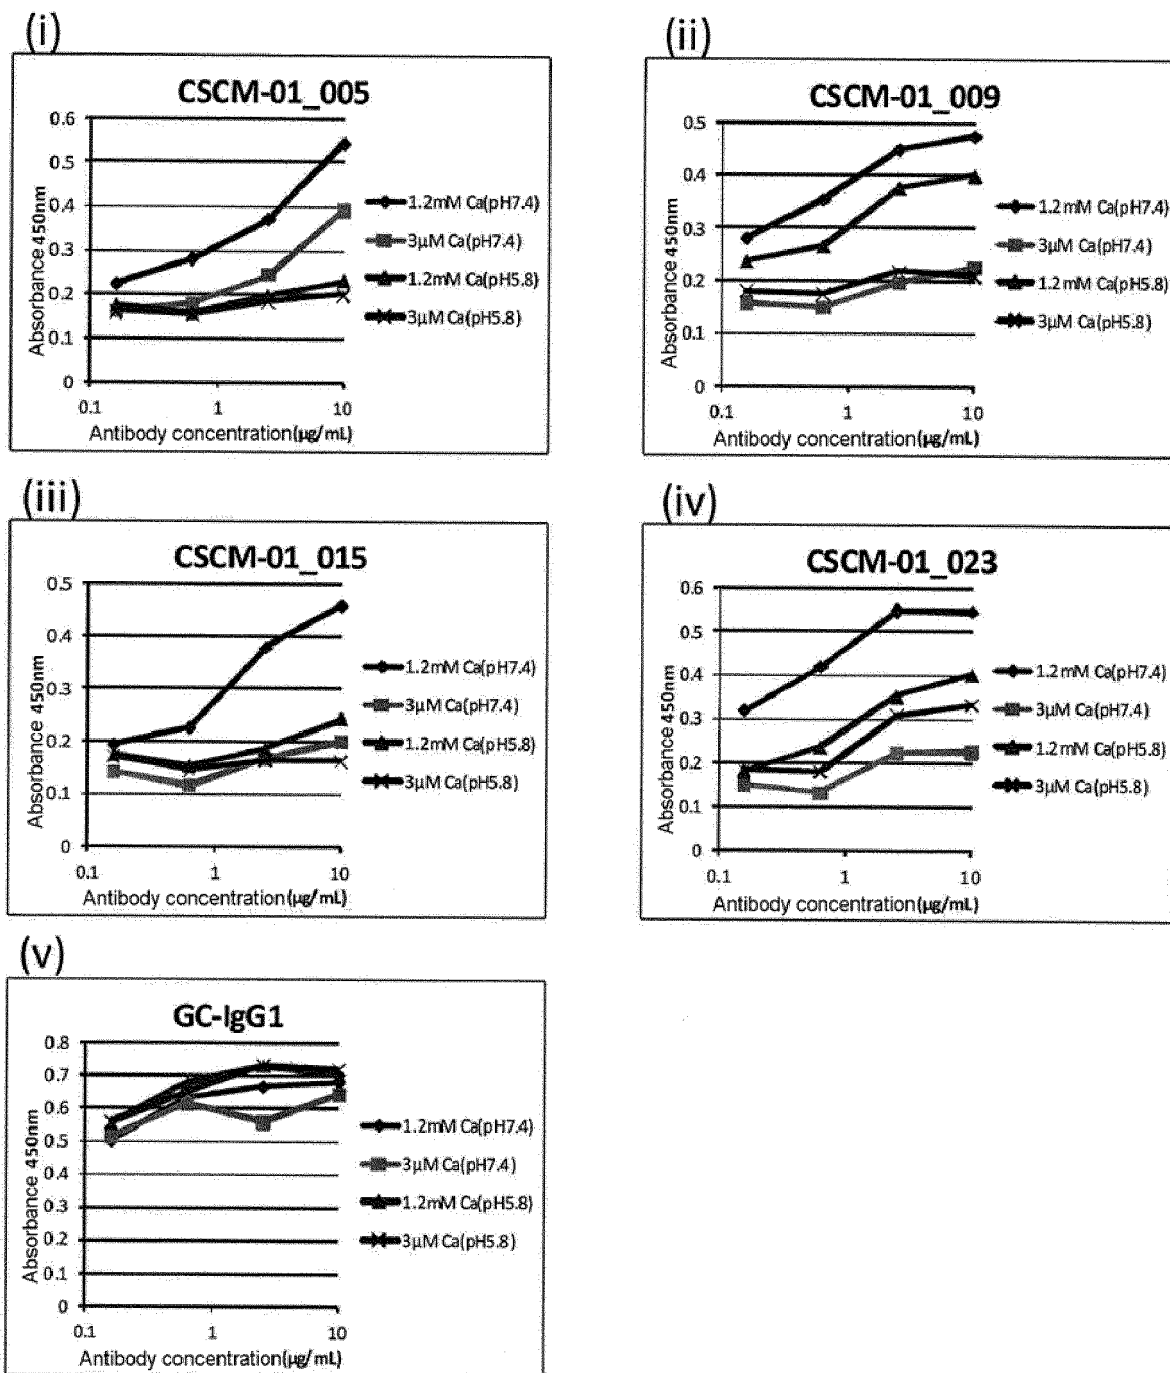 (i)
CSCM-01_005
0.6
0.5
0.4
0.3
0.2
0.1
0
Absorbance 450nm
0.1
1
10
Antibody concentration(μg/mL)
1.2mM Ca(pH7.4)
3μM Ca(pH7.4)
1.2mM Ca(pH5.8)
3μM Ca(pH5.8)
(ii)
CSCM-01_009
0.5
0.4
0.3
0.2
0.1
0
Absorbance 450nm
0.1
1
10
Antibody concentration(μg/mL)
1.2mM Ca(pH7.4)
3μM Ca(pH7.4)
1.2mM Ca(pH5.8)
3μM Ca(pH5.8)
(iii)
CSCM-01_015
0.5
0.4
0.3
0.2
0.1
0
Absorbance 450nm
0.1
1
10
Antibody concentration(μg/mL)
1.2mM Ca(pH7.4)
3μM Ca(pH7.4)
1.2mM Ca(pH5.8)
3μM Ca(pH5.8)
(iv)
CSCM-01_023
0.6
0.5
0.4
0.3
0.2
0.1
0
Absorbance 450nm
0.1
1
10
Antibody concentration(μg/mL)
1.2mM Ca(pH7.4)
3μM Ca(pH7.4)
1.2mM Ca(pH5.8)
3μM Ca(pH5.8)
(v)
GC-IgG1
0.8
0.7
0.6
0.5
0.4
0.3
0.2
0.1
0
Absorbance 450nm
0.1
1
10
Antibody concentration(μg/mL)
1.2mM Ca(pH7.4)
3μM Ca(pH7.4)
1.2mM Ca(pH5.8)
3μM Ca(pH5.8)